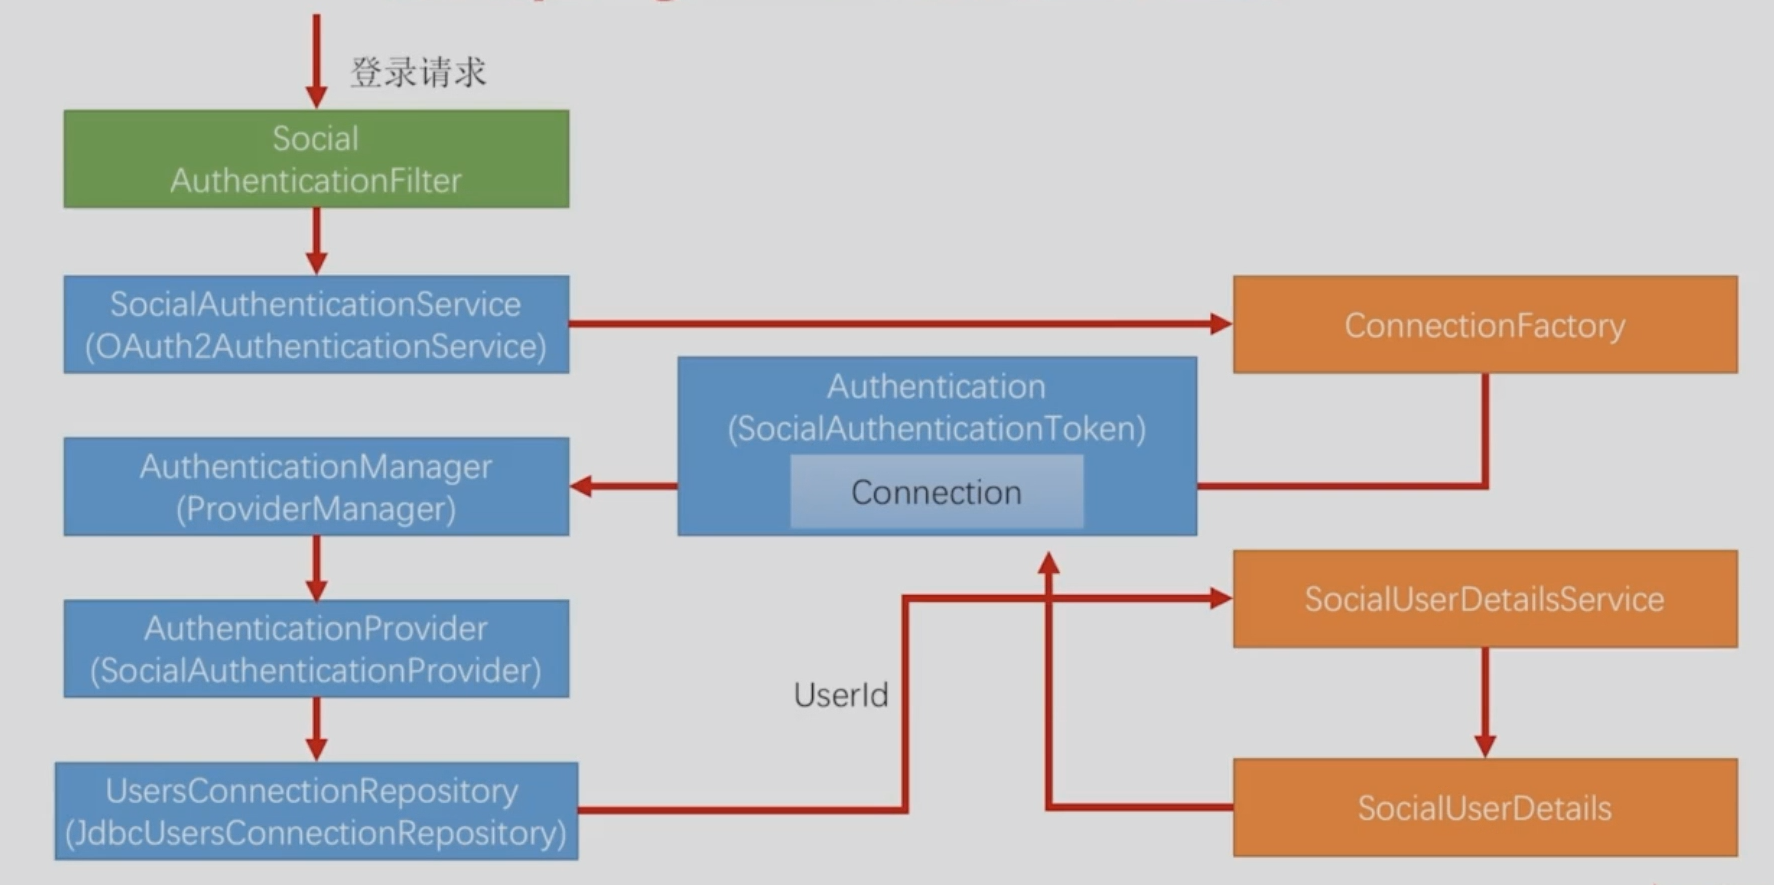 登录请求
Social
AuthenticationFilter
SocialAuthenticationService
(OAuth2AuthenticationService)
ConnectionFactory
Authentication
(SocialAuthenticationToken)
Connection
AuthenticationManager
(ProviderManager)
AuthenticationProvider
(SocialAuthenticationProvider)
SocialUserDetailsService
UserId
UsersConnectionRepository
(JdbcUsersConnectionRepository)
SocialUserDetails